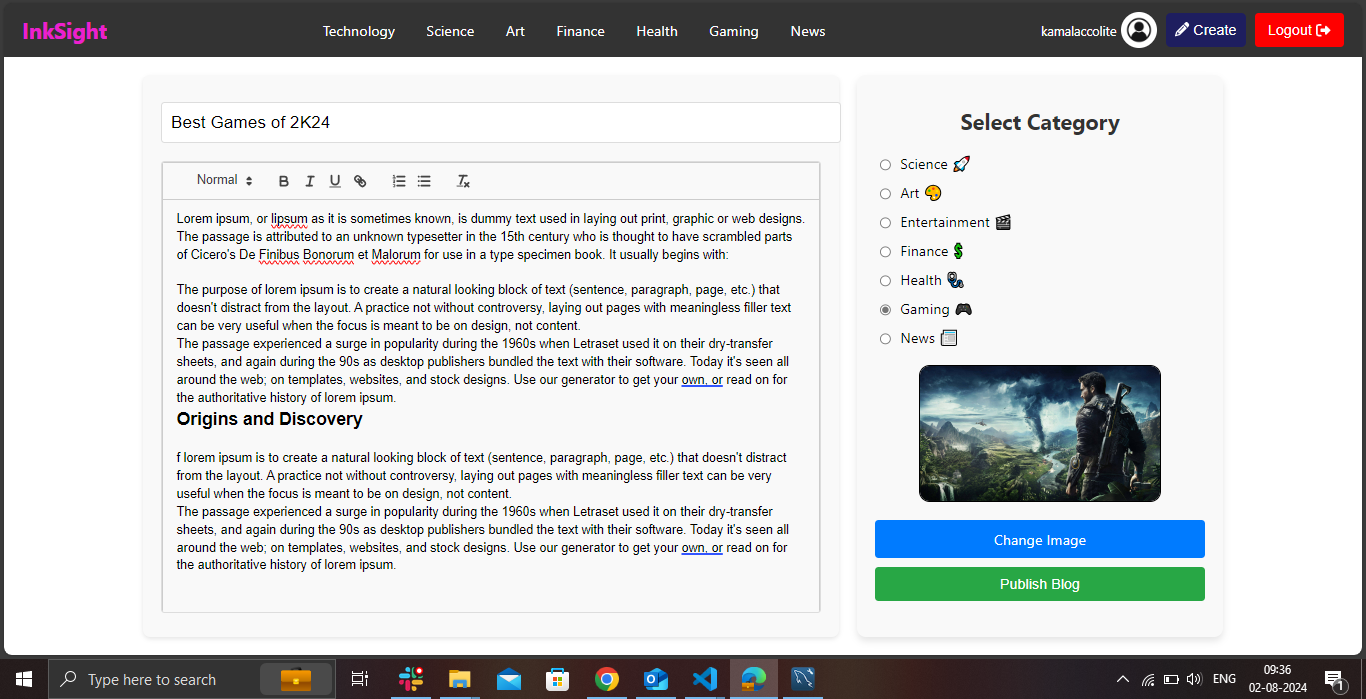 InkSight
Technology
Science
Art
Finance
Health
Gaming
News
kamalaccolite
Create
Logout
Best Games of 2K24
Normal
Lorem ipsum, or lipsum as it is sometimes known, is dummy text used in laying out print, graphic or web designs.
The passage is attributed to an unknown typesetter in the 15th century who is thought to have scrambled parts
of Cicero's De Finibus Bonorum et Malorum for use in a type specimen book. It usually begins with:
The purpose of lorem ipsum is to create a natural looking block of text (sentence, paragraph, page, etc.) that
doesn't distract from the layout. A practice not without controversy, laying out pages with meaningless filler text
can be very useful when the focus is meant to be on design, not content.
The passage experienced a surge in popularity during the 1960s when Letraset used it on their dry-transfer
sheets, and again during the 90s as desktop publishers bundled the text with their software. Today it's seen all
around the web; on templates, websites, and stock designs. Use our generator to get your own, or read on for
the authoritative history of lorem ipsum.
Origins and Discovery
f lorem ipsum is to create a natural looking block of text (sentence, paragraph, page, etc.) that doesn't distract
from the layout. A practice not without controversy, laying out pages with meaningless filler text can be very
useful when the focus is meant to be on design, not content.
The passage experienced a surge in popularity during the 1960s when Letraset used it on their dry-transfer
sheets, and again during the 90s as desktop publishers bundled the text with their software. Today it's seen all
around the web; on templates, websites, and stock designs. Use our generator to get your own, or read on for
the authoritative history of lorem ipsum.
Select Category
Science 🚀
Art 🎨
Entertainment 🎬
Finance 💲
Health 🩺
Gaming 🎮
News 📰
Change Image
Publish Blog
Type here to search
ENG
09:36
02-08-2024
1